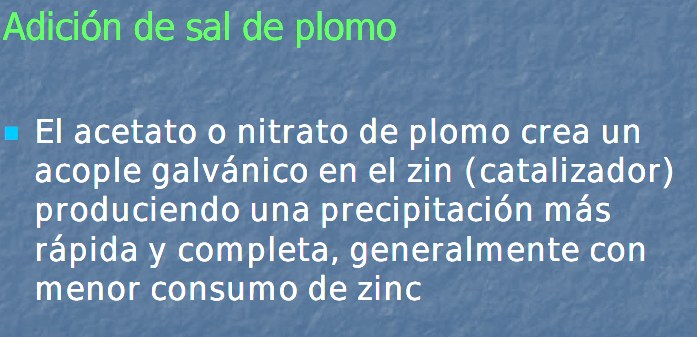 Adición de sal de plomo
El acetato o nitrato de plomo crea un
acople galvánico en el zin (catalizador)
produciendo una precipitación más
rápida y completa, generalmente con
menor consumo de zinc